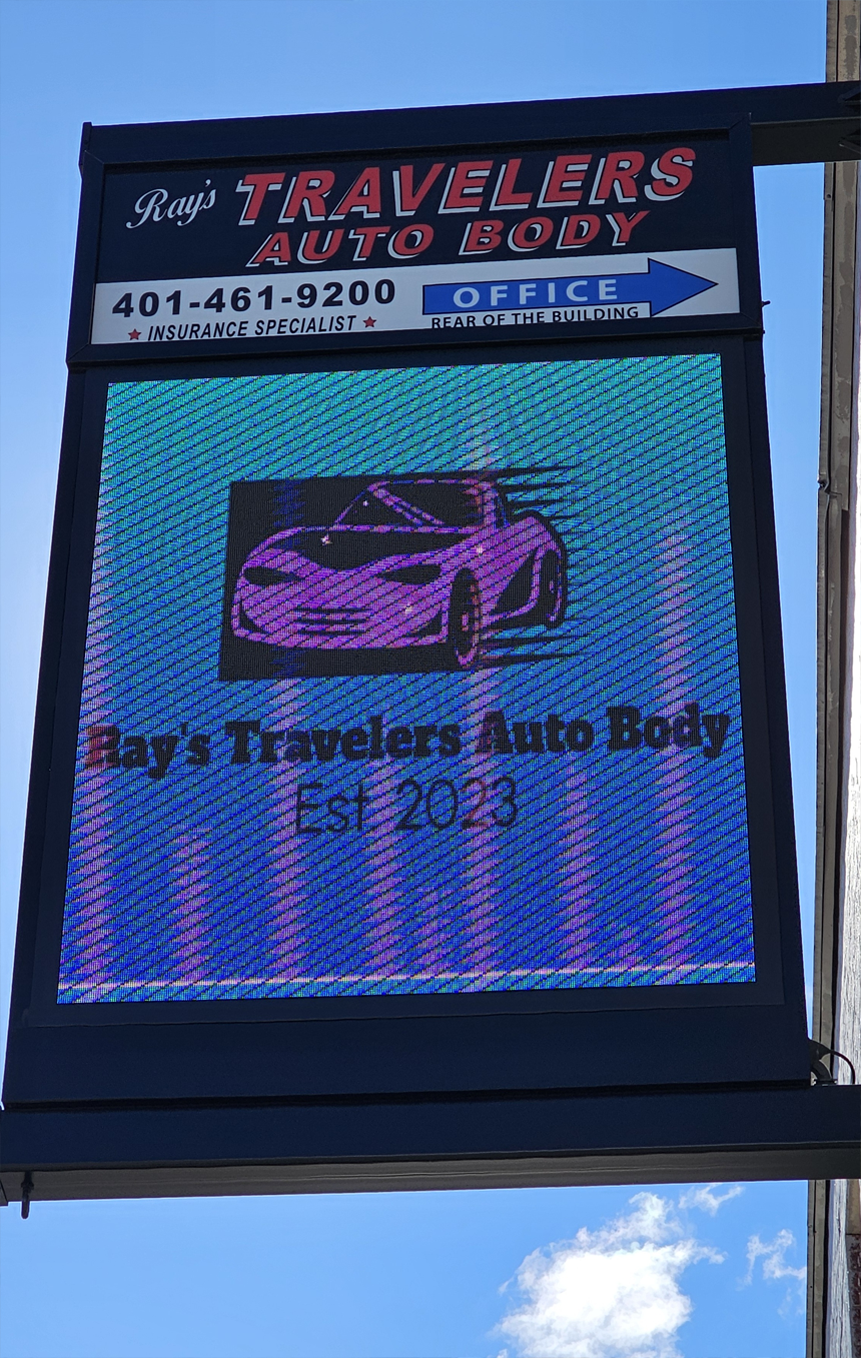 Ray's TRAVELERS
AUTO BODY
401-461-9200
★ INSURANCE SPECIALIST ★
OFFICE
REAR OF THE BUILDING
Ray's Travelers Auto Body
Est 2023